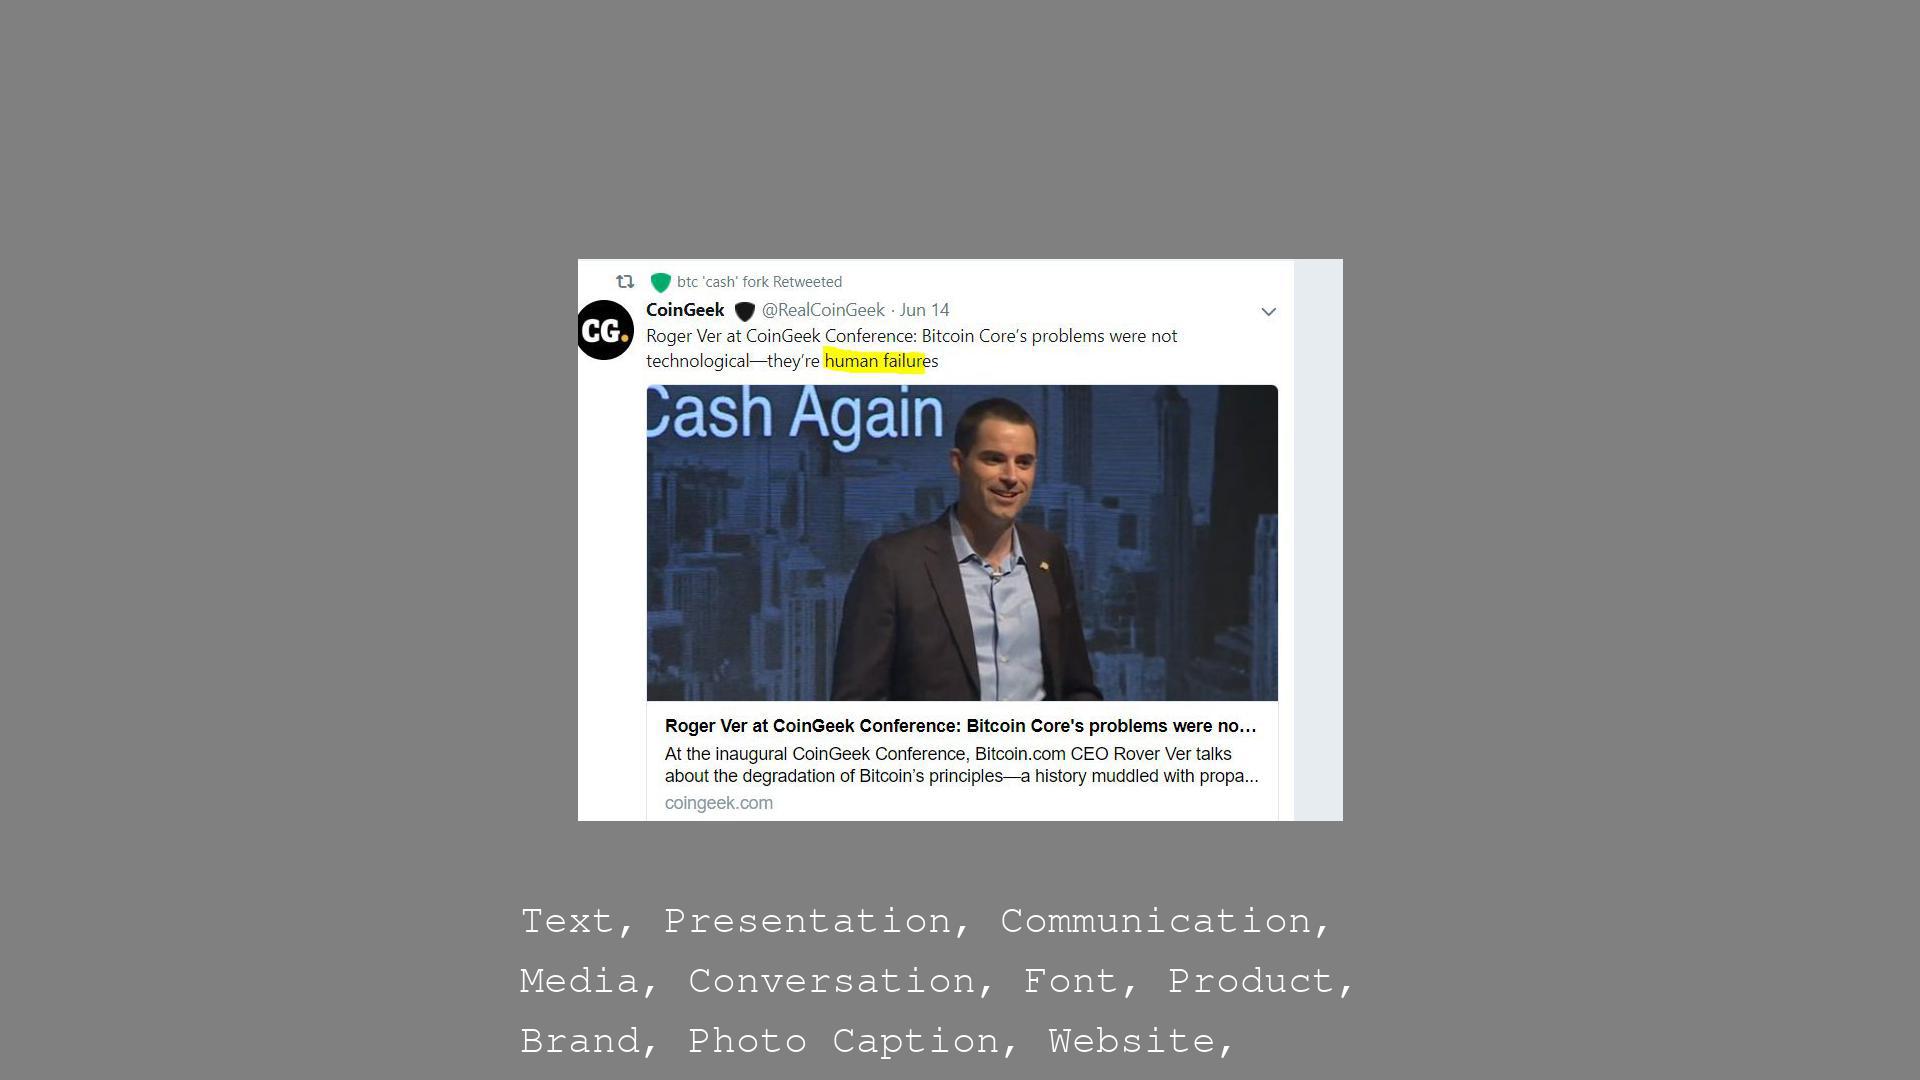 btc 'cash' fork Retweeted
CG.
CoinGeek @RealCoinGeek · Jun 14
Roger Ver at CoinGeek Conference: Bitcoin Core’s problems were not
technological—they’re human failures
Cash Again
Roger Ver at CoinGeek Conference: Bitcoin Core's problems were no...
At the inaugural CoinGeek Conference, Bitcoin.com CEO Rover Ver talks
about the degradation of Bitcoin’s principles—a history muddled with propa...
coingeek.com
Text, Presentation, Communication,
Media, Conversation, Font, Product,
Brand, Photo Caption, Website,